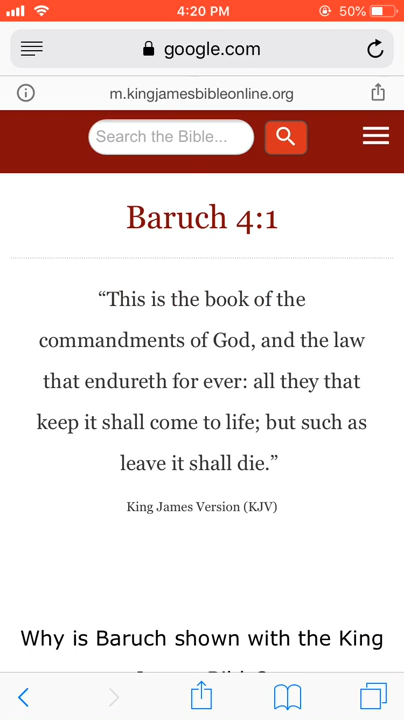 4:20 PM 50%
google.com
m.kingjamesbibleonline.org
Search the Bible...
Baruch 4:1
“This is the book of the
commandments of God, and the law
that endureth for ever: all they that
keep it shall come to life; but such as
leave it shall die.”
King James Version (KJV)
Why is Baruch shown with the King